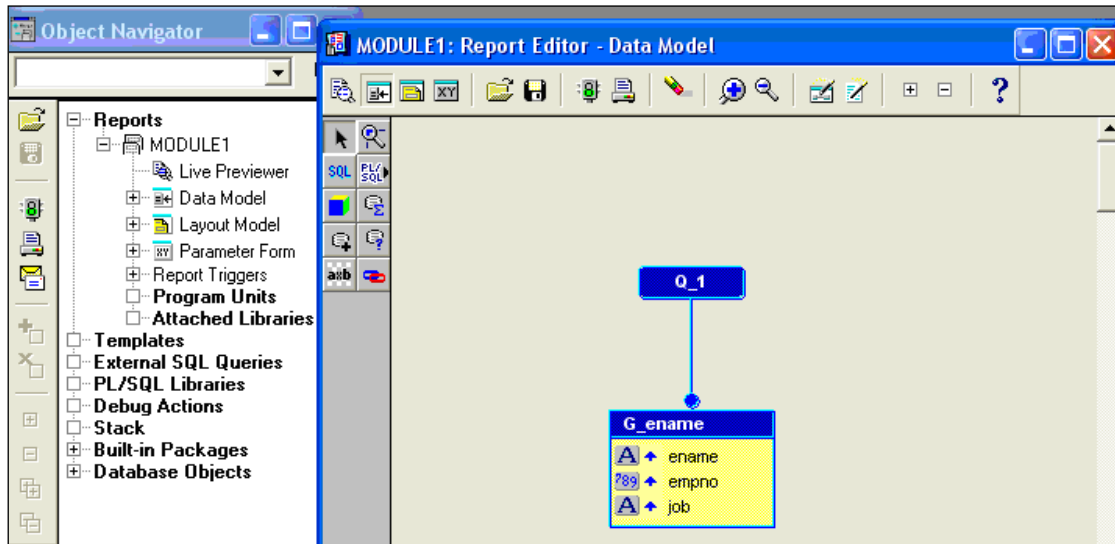 Object Navigator
MODULE1: Report Editor - Data Model
XY
?
Reports
MODULE1
Live Previewer
Data Model
Layout Model
XY Parameter Form
Report Triggers
Program Units
Attached Libraries
Templates
External SQL Queries
PL/SQL Libraries
Debug Actions
Stack
Built-in Packages
Database Objects
SQL PL/SQL
Σ
?
a±b
Q_1
G_ename
A ename
789 empno
A job